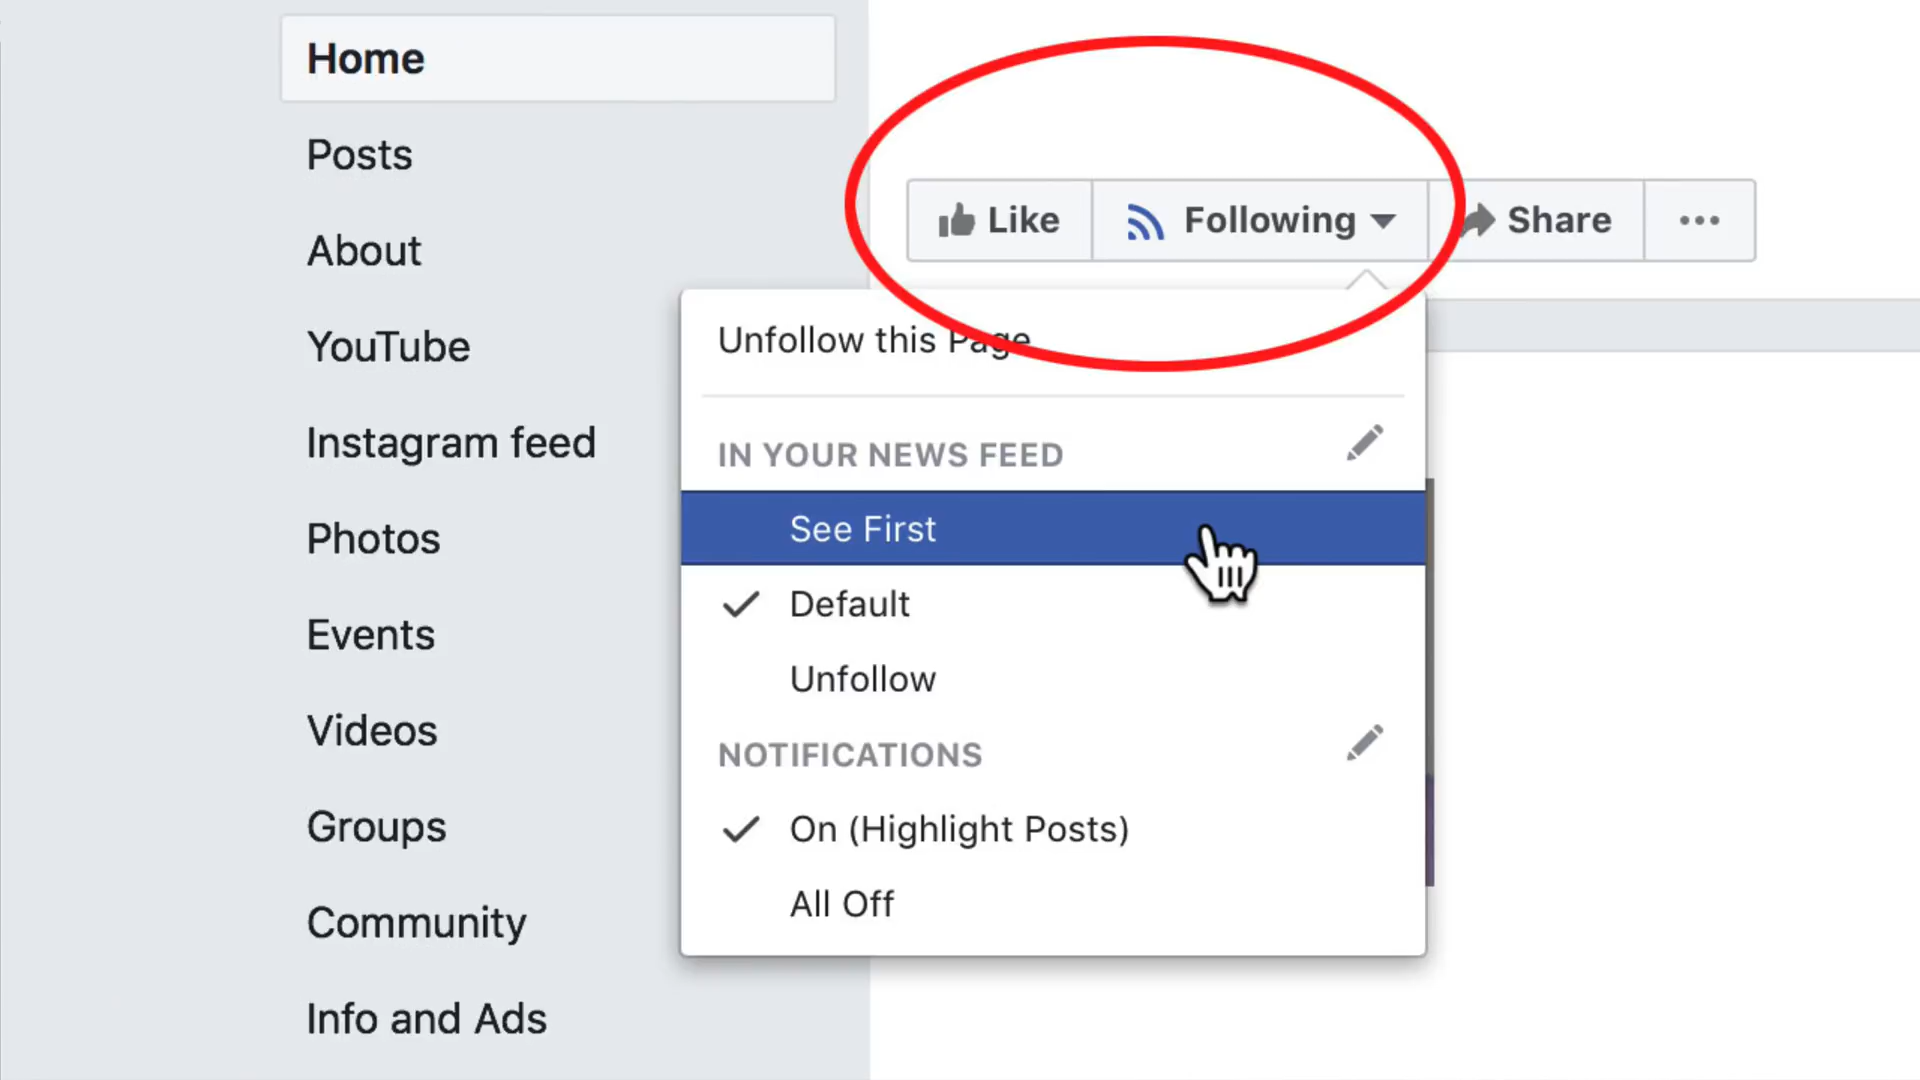 Home
Posts
About
YouTube
Instagram feed
Photos
Events
Videos
Groups
Community
Info and Ads
Like
Following
Share
Unfollow this Page
IN YOUR NEWS FEED
See First
Default
Unfollow
NOTIFICATIONS
On (Highlight Posts)
All Off